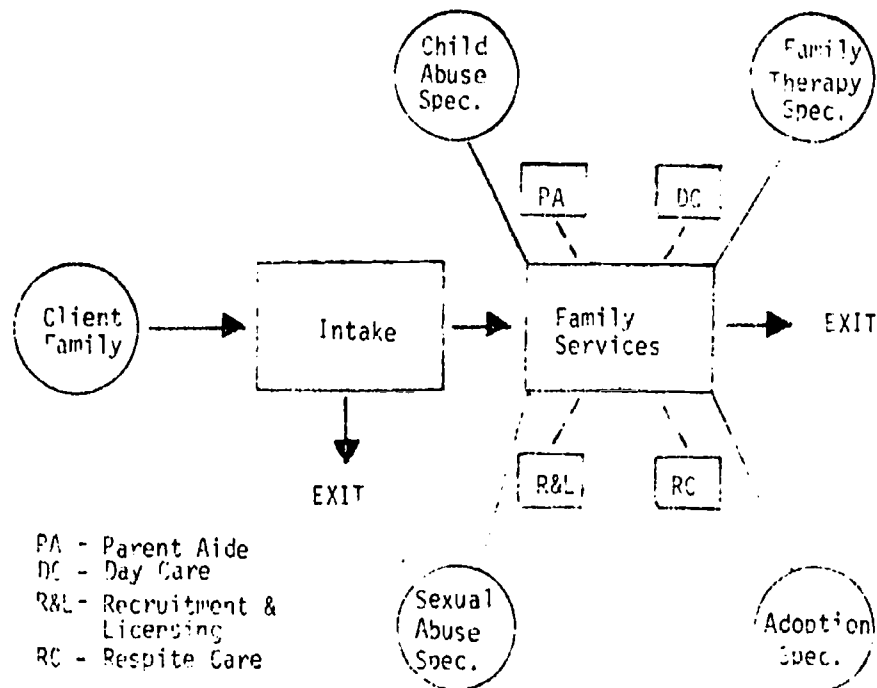 Child
Abuse
Spec.
Family
Therapy
Spec.
PA
DC
Client
Family
Intake
Family
Services
EXIT
EXIT
R&L
RC
PA - Parent Aide
DC - Day Care
R&L- Recruitment &
Licensing
RC - Respite Care
Sexual
Abuse
Spec.
Adoption
Spec.